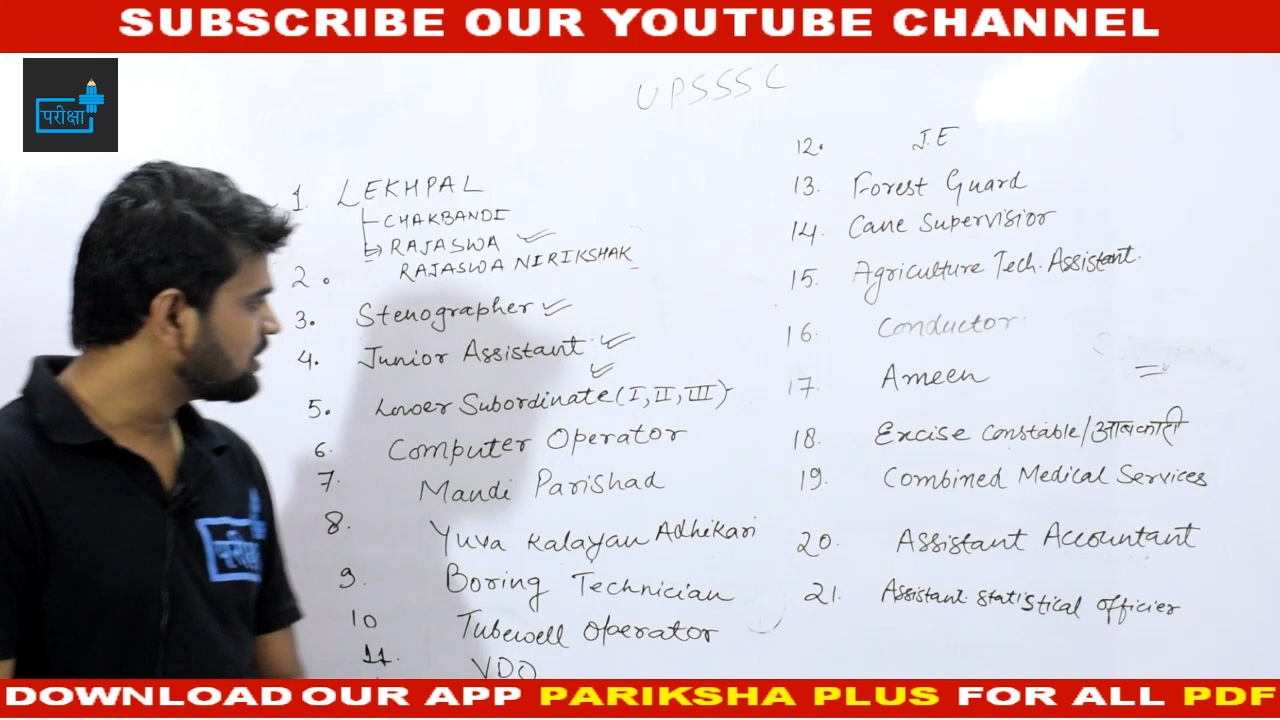 SUBSCRIBE OUR YOUTUBE CHANNEL
परीक्षा
UPSSSC
1. LEKHPAL
CHAKBANDI
RAJASWA
2. RAJASWA NIRIKSHAK
3. Stenographer
4. Junior Assistant
5. Lower Subordinate (I, II, III)
6. Computer Operator
7. Mandi Parishad
8. Yuva Kalayan Adhikari
9. Boring Technician
10 Tubewell Operator
11. VDO
12. J.E
13. Forest Guard
14. Cane Supervisior
15. Agriculture Tech. Assistant.
16. Conductor
17 Ameen
18. Excise Constable/आबकारी
19. Combined Medical Services
20. Assistant Accountant
21. Assistant Statistical Officier
परीक्षा
DOWNLOAD OUR APP PARIKSHA PLUS FOR ALL PDF